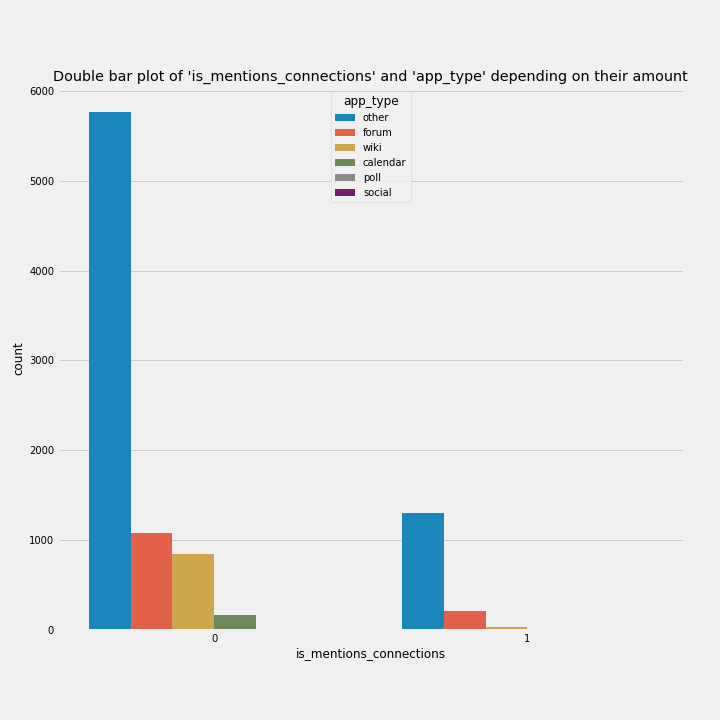 Double bar plot of 'is_mentions_connections' and 'app_type' depending on their amount
app_type
other
forum
wiki
calendar
poll
social
6000
5000
4000
3000
2000
1000
0
count
0
1
is_mentions_connections